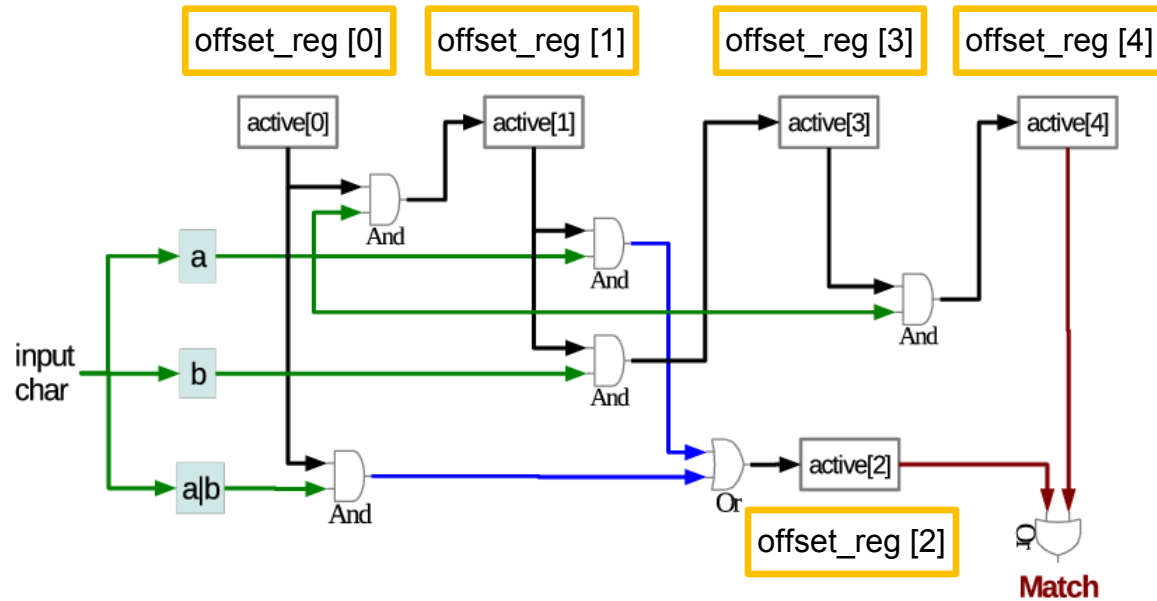 offset_reg [0]
offset_reg [1]
offset_reg [3]
offset_reg [4]
active[0]
active[1]
active[3]
active[4]
And
a
And
And
input
char
b
And
a|b
And
Or
active[2]
offset_reg [2]
Or
Match